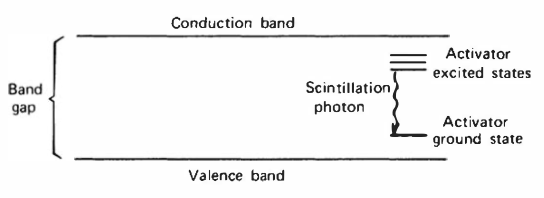 Conduction band
Band
gap
Activator
excited states
Scintillation
photon
Activator
ground state
Valence band